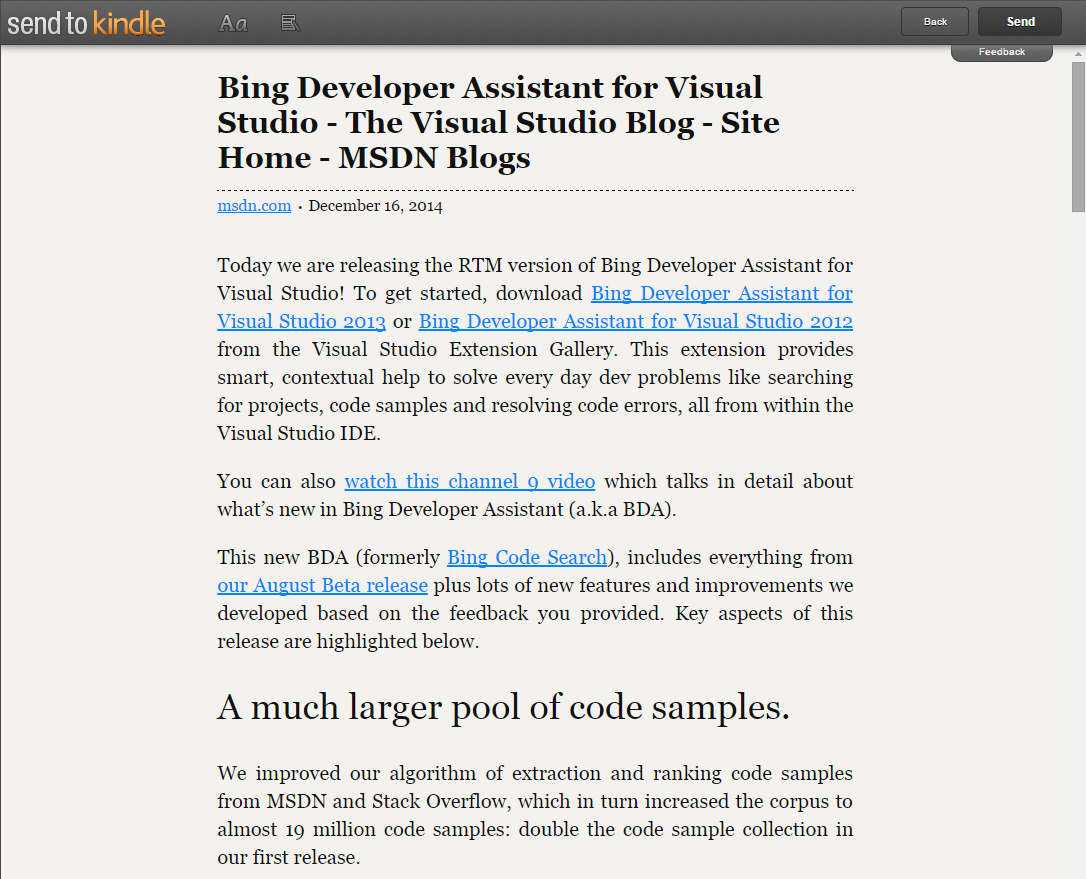 send to kindle Aa Back Send
Feedback
Bing Developer Assistant for Visual
Studio - The Visual Studio Blog - Site
Home - MSDN Blogs
msdn.com • December 16, 2014
Today we are releasing the RTM version of Bing Developer Assistant for
Visual Studio! To get started, download Bing Developer Assistant for
Visual Studio 2013 or Bing Developer Assistant for Visual Studio 2012
from the Visual Studio Extension Gallery. This extension provides
smart, contextual help to solve every day dev problems like searching
for projects, code samples and resolving code errors, all from within the
Visual Studio IDE.
You can also watch this channel 9 video which talks in detail about
what’s new in Bing Developer Assistant (a.k.a BDA).
This new BDA (formerly Bing Code Search), includes everything from
our August Beta release plus lots of new features and improvements we
developed based on the feedback you provided. Key aspects of this
release are highlighted below.
A much larger pool of code samples.
We improved our algorithm of extraction and ranking code samples
from MSDN and Stack Overflow, which in turn increased the corpus to
almost 19 million code samples: double the code sample collection in
our first release.